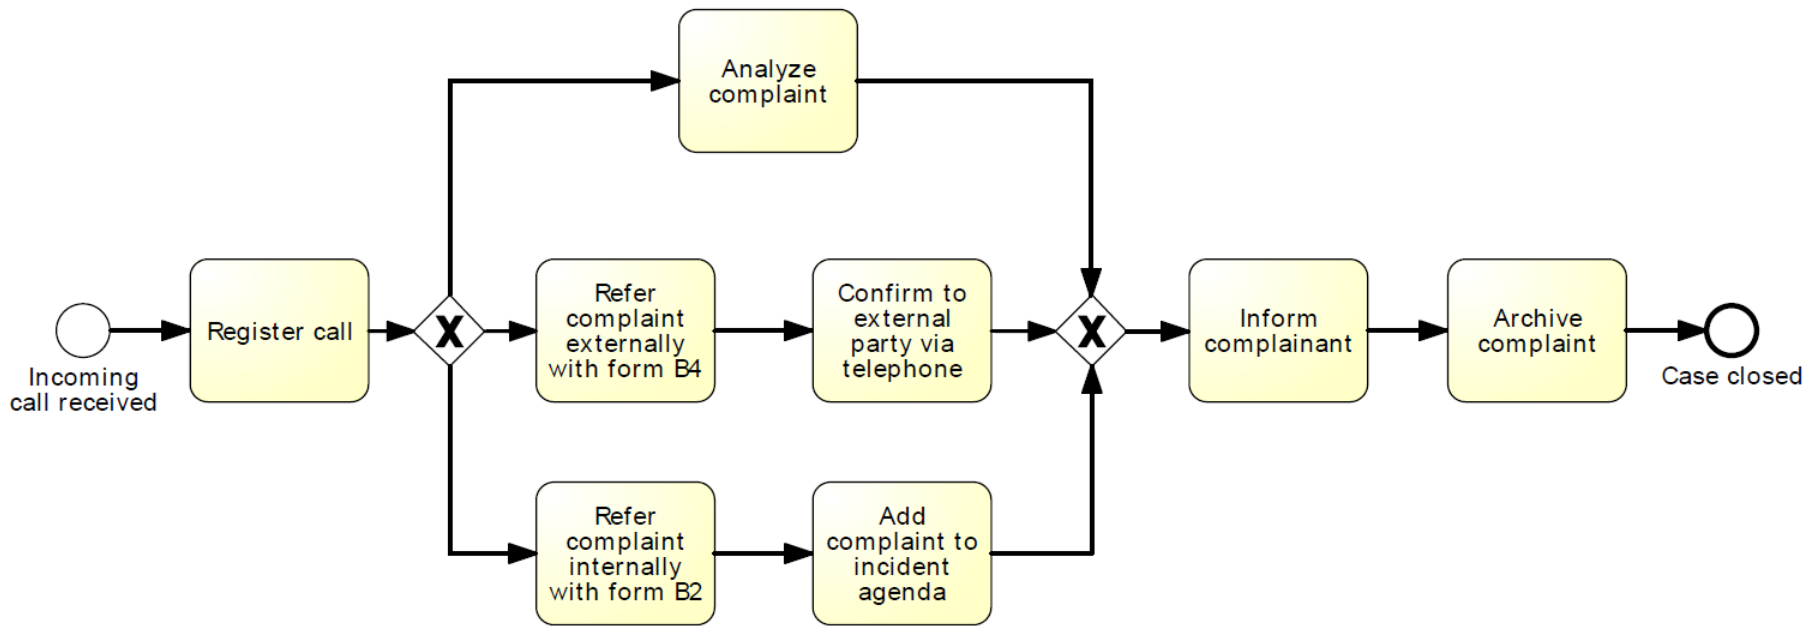 Analyze
complaint
Incoming
call received
Register call
X
Refer
complaint
externally
with form B4
Confirm to
external
party via
telephone
X
Inform
complainant
Archive
complaint
Case closed
Refer
complaint
internally
with form B2
Add
complaint to
incident
agenda